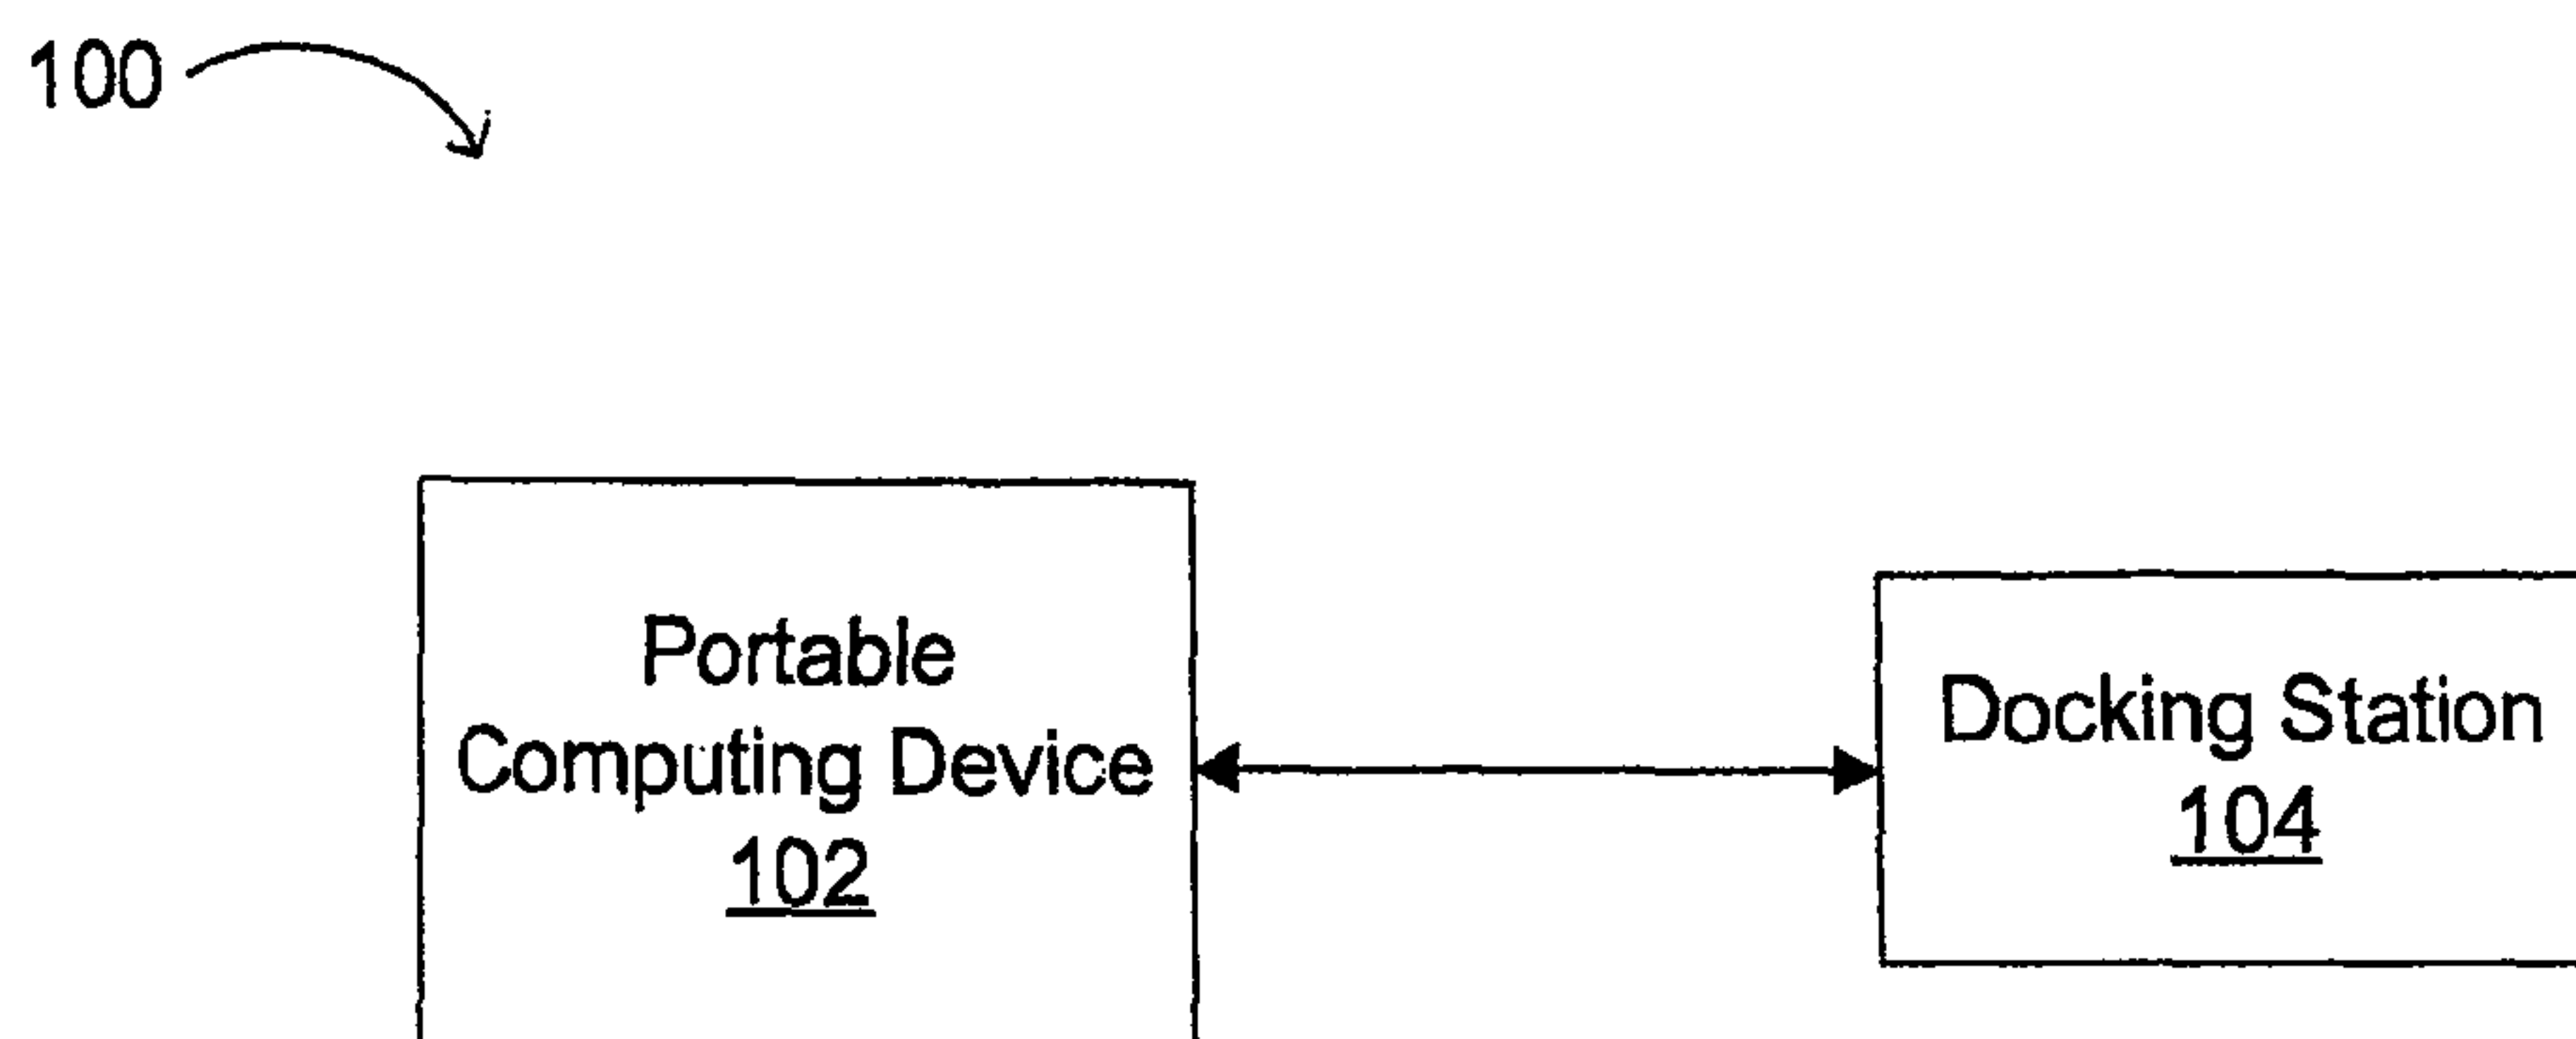 100
Portable
Computing Device
102
Docking Station
104